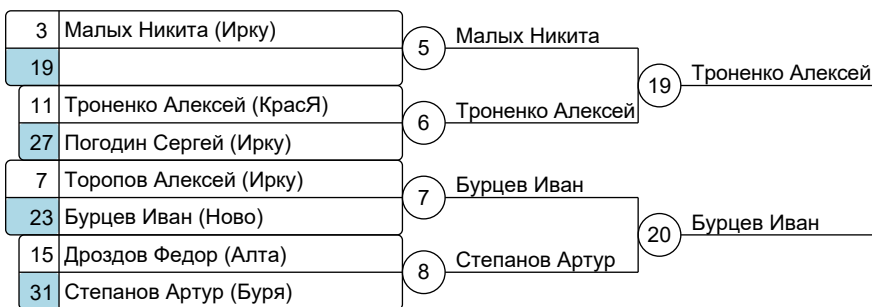 3 Малых Никита (Ирку)
19
11 Троненко Алексей (КрасЯ)
27 Погодин Сергей (Ирку)
7 Торопов Алексей (Ирку)
23 Бурцев Иван (Ново)
15 Дроздов Федор (Алта)
31 Степанов Артур (Буря)
5 Малых Никита
6 Троненко Алексей
7 Бурцев Иван
8 Степанов Артур
19 Троненко Алексей
20 Бурцев Иван